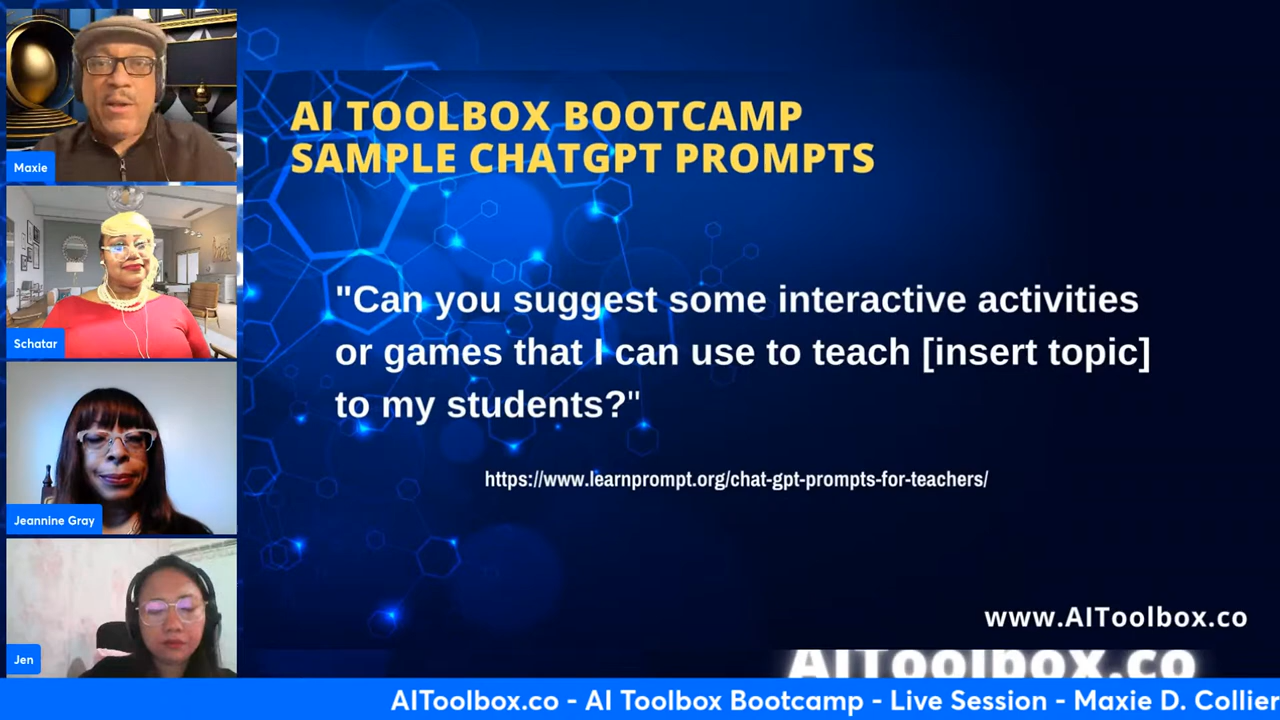 Maxie
Schatar
Jeannine Gray
Jen
AI TOOLBOX BOOTCAMP
SAMPLE CHATGPT PROMPTS
"Can you suggest some interactive activities
or games that I can use to teach [insert topic]
to my students?"
https://www.learnprompt.org/chat-gpt-prompts-for-teachers/
www.AIToolbox.co
AIToolbox.co
AIToolbox.co - AI Toolbox Bootcamp - Live Session - Maxie D. Collier